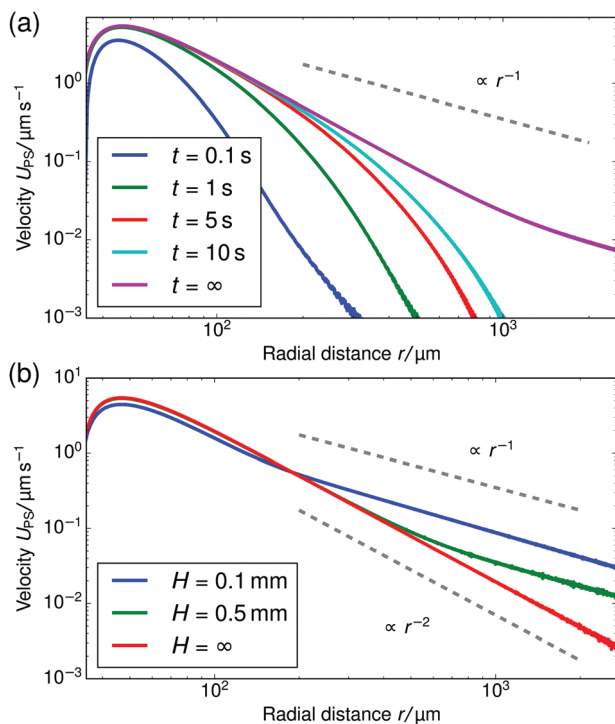 (a)
10⁰
10⁻¹
10⁻²
10⁻³
Velocity U_PS/μm s⁻¹
∝ r⁻¹
t = 0.1 s
t = 1 s
t = 5 s
t = 10 s
t = ∞
10² 10³
Radial distance r/μm
(b)
10¹
10⁰
10⁻¹
10⁻²
10⁻³
Velocity U_PS/μm s⁻¹
∝ r⁻¹
∝ r⁻²
H = 0.1 mm
H = 0.5 mm
H = ∞
10² 10³
Radial distance r/μm